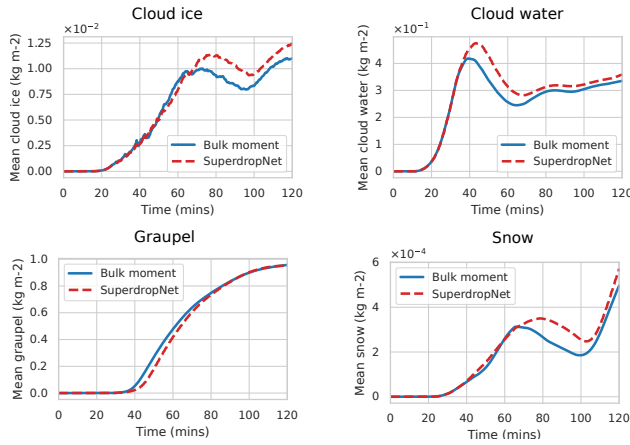 Cloud ice
×10⁻²
Mean cloud ice (kg m-2)
1.25
1.00
0.75
0.50
0.25
0.00
Bulk moment
SuperdropNet
0 20 40 60 80 100 120
Time (mins)
Cloud water
×10⁻¹
Mean cloud water (kg m-2)
4
3
2
1
0
Bulk moment
SuperdropNet
0 20 40 60 80 100 120
Time (mins)
Graupel
Mean graupel (kg m-2)
1.0
0.8
0.6
0.4
0.2
0.0
Bulk moment
SuperdropNet
0 20 40 60 80 100 120
Time (mins)
Snow
×10⁻⁴
Mean snow (kg m-2)
6
4
2
0
Bulk moment
SuperdropNet
0 20 40 60 80 100 120
Time (mins)